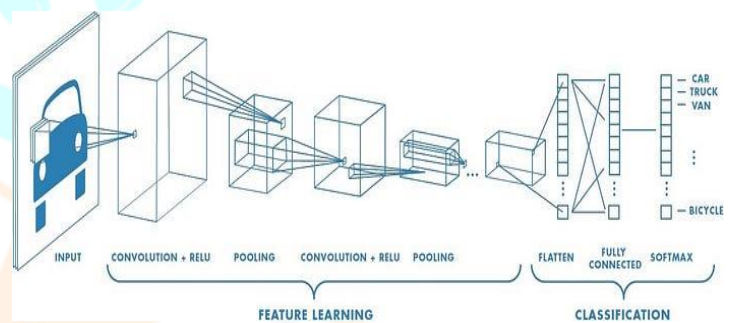 CAR
TRUCK
VAN
BICYCLE
INPUT
CONVOLUTION + RELU
POOLING
CONVOLUTION + RELU
POOLING
FLATTEN
FULLY
CONNECTED
SOFTMAX
FEATURE LEARNING
CLASSIFICATION